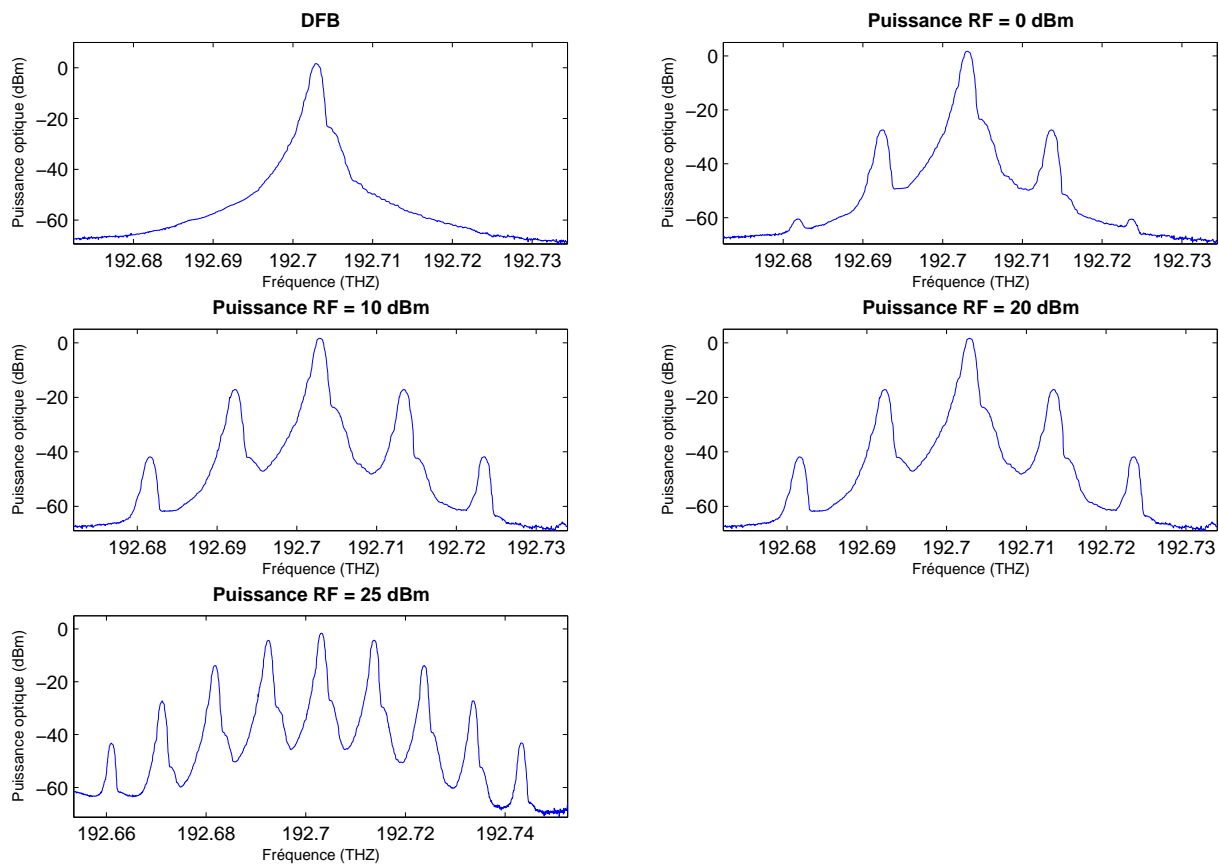 DFB
0
−20
−40
−60
Puissance optique (dBm)
192.68 192.69 192.7 192.71 192.72 192.73
Fréquence (THZ)
Puissance RF = 0 dBm
0
−20
−40
−60
Puissance optique (dBm)
192.68 192.69 192.7 192.71 192.72 192.73
Fréquence (THZ)
Puissance RF = 10 dBm
0
−20
−40
−60
Puissance optique (dBm)
192.68 192.69 192.7 192.71 192.72 192.73
Fréquence (THZ)
Puissance RF = 20 dBm
0
−20
−40
−60
Puissance optique (dBm)
192.68 192.69 192.7 192.71 192.72 192.73
Fréquence (THZ)
Puissance RF = 25 dBm
0
−20
−40
−60
Puissance optique (dBm)
192.66 192.68 192.7 192.72 192.74
Fréquence (THZ)